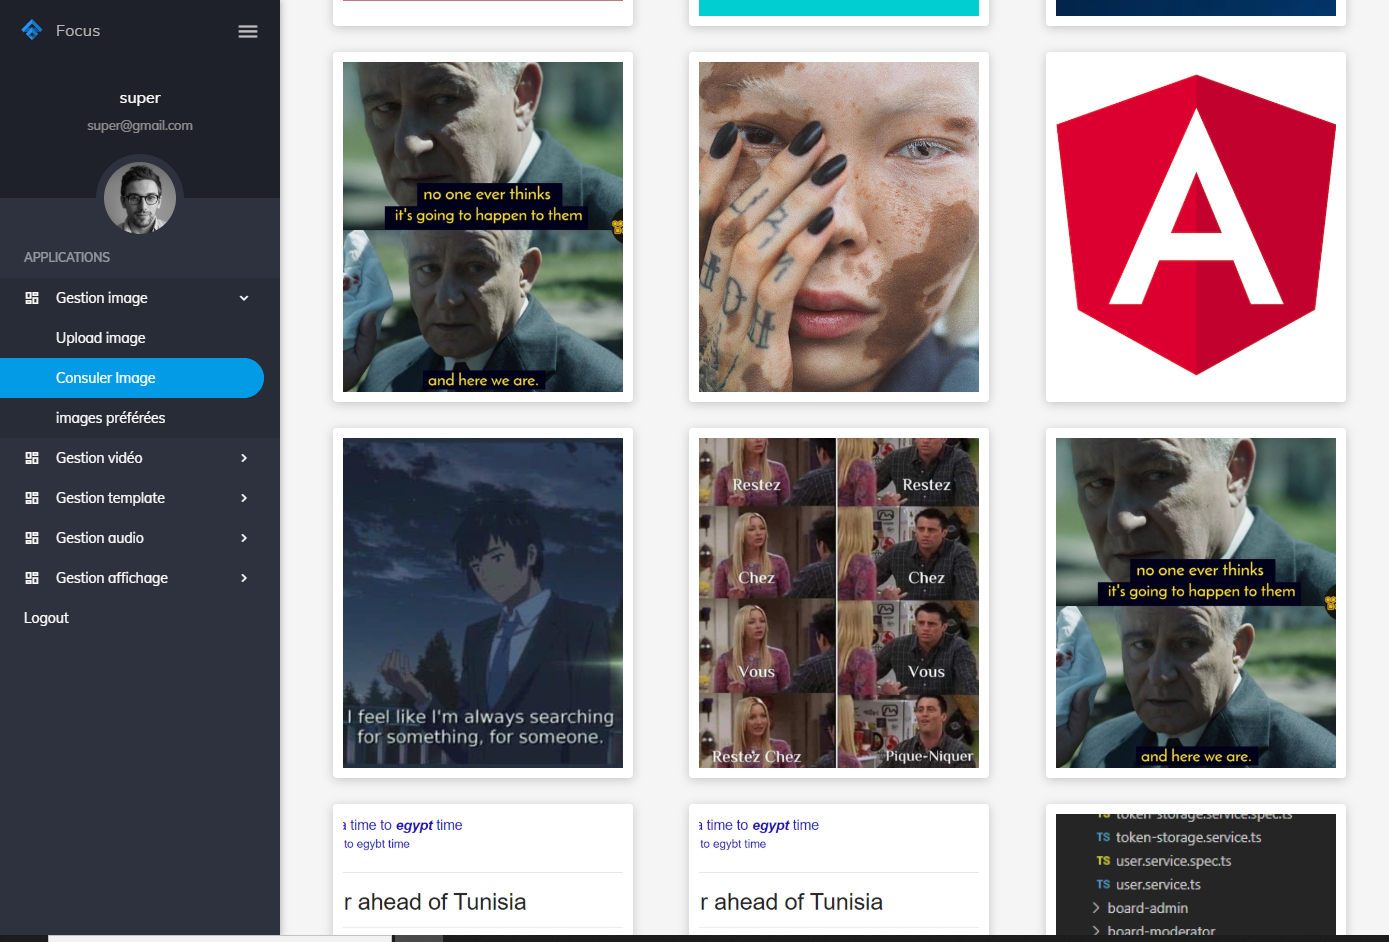 Focus
super
super@gmail.com
APPLICATIONS
Gestion image
Upload image
Consuler Image
images préférées
Gestion vidéo
Gestion template
Gestion audio
Gestion affichage
Logout
no one ever thinks
it's going to happen to them
and here we are.
A
I feel like I'm always searching
for something, for someone.
Restez
Restez
Chez
Chez
Vous
Vous
Restez Chez
Pique-Niquer
no one ever thinks
it's going to happen to them
and here we are.
a time to egypt time
to egybt time
r ahead of Tunisia
a time to egypt time
to egybt time
r ahead of Tunisia
TS token-storage.service.spec.ts
TS token-storage.service.ts
TS user.service.spec.ts
TS user.service.ts
board-admin
board-moderator